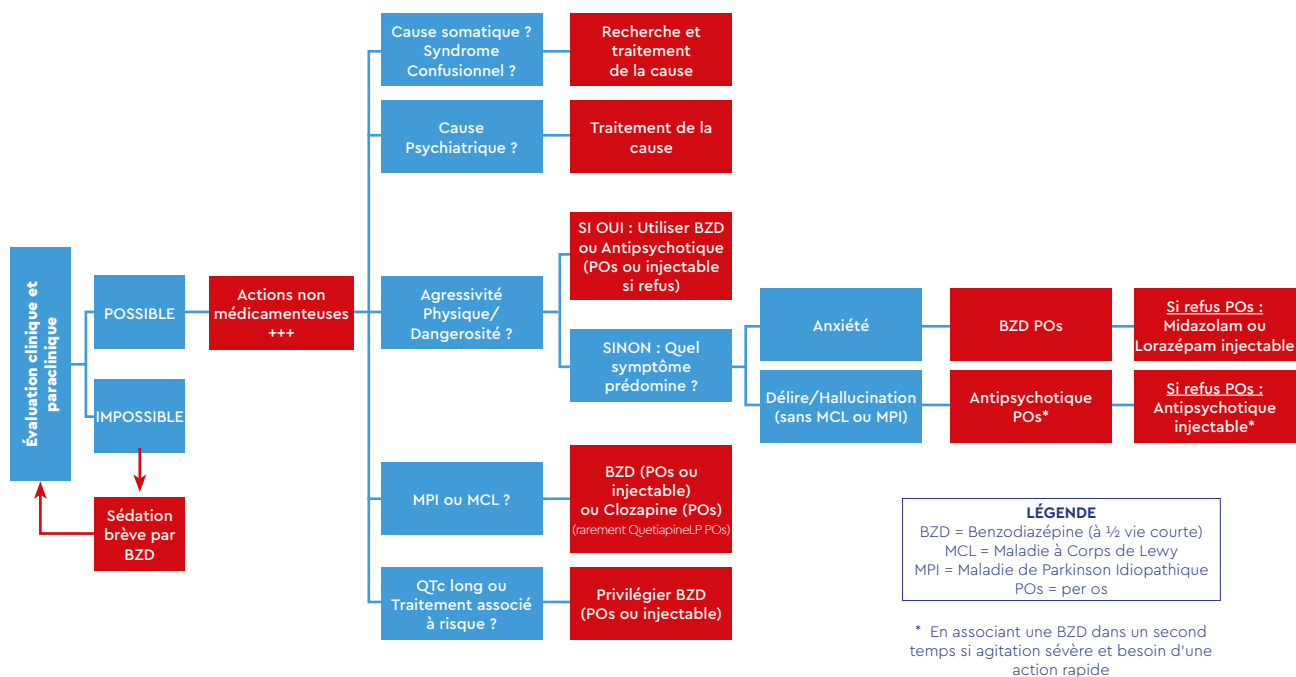 Évaluation clinique et
paraclinique
POSSIBLE
IMPOSSIBLE
Sédation
brève par
BZD
Actions non
médicamenteuses
+++
Cause somatique ?
Syndrome
Confusionnel ?
Recherche et
traitement
de la cause
Cause
Psychiatrique ?
Traitement de la
cause
Agressivité
Physique/
Dangerosité ?
SI OUI : Utiliser BZD
ou Antipsychotique
(POs ou injectable
si refus)
SINON : Quel
symptôme
prédomine ?
Anxiété
BZD POs
Si refus POs :
Midazolam ou
Lorazépam injectable
Délire/Hallucination
(sans MCL ou MPI)
Antipsychotique
POs*
Si refus POs :
Antipsychotique
injectable*
MPI ou MCL ?
BZD (POs ou
injectable)
ou Clozapine (POs)
(rarement QuetiapineLP POs)
QTc long ou
Traitement associé
à risque ?
Privilégier BZD
(POs ou injectable)
LÉGENDE
BZD = Benzodiazépine (à ½ vie courte)
MCL = Maladie à Corps de Lewy
MPI = Maladie de Parkinson Idiopathique
POs = per os
* En associant une BZD dans un second
temps si agitation sévère et besoin d'une
action rapide